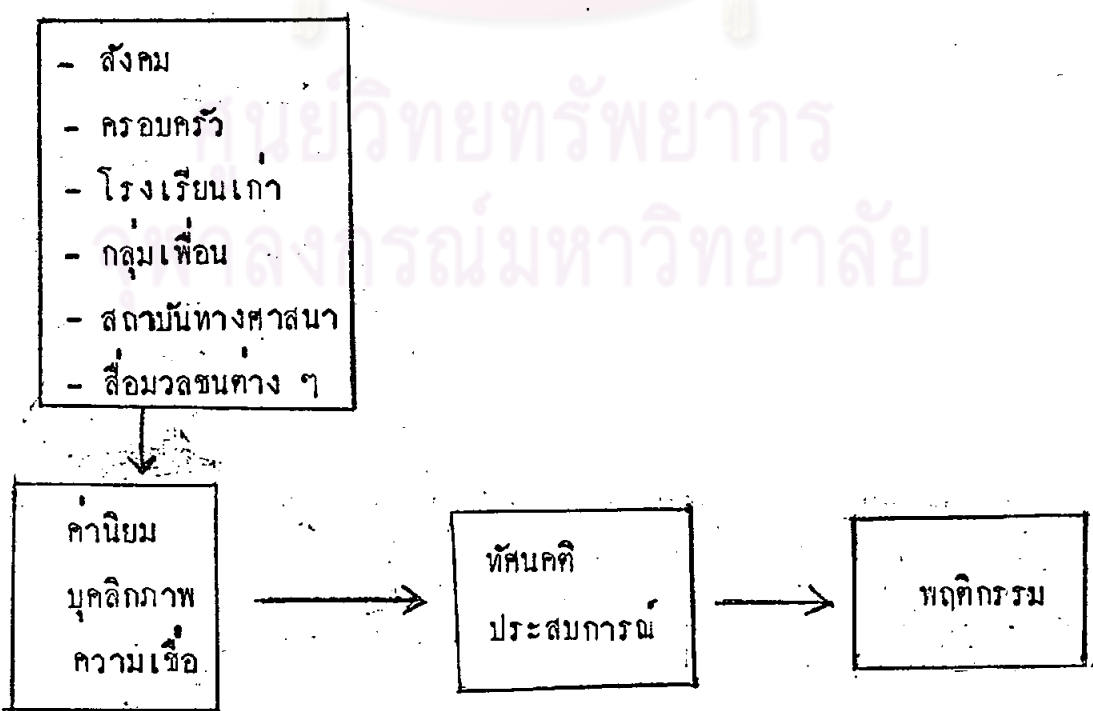 - สังคม
- ครอบครัว
- โรงเรียนเก่า
- กลุ่มเพื่อน
- สถาบันทางศาสนา
- สื่อมวลชนต่าง ๆ
ศูนย์วิทยทรัพยากร
จุฬาลงกรณ์มหาวิทยาลัย
ค่านิยม
บุคลิกภาพ
ความเชื่อ
ทัศนคติ
ประสบการณ์
พฤติกรรม